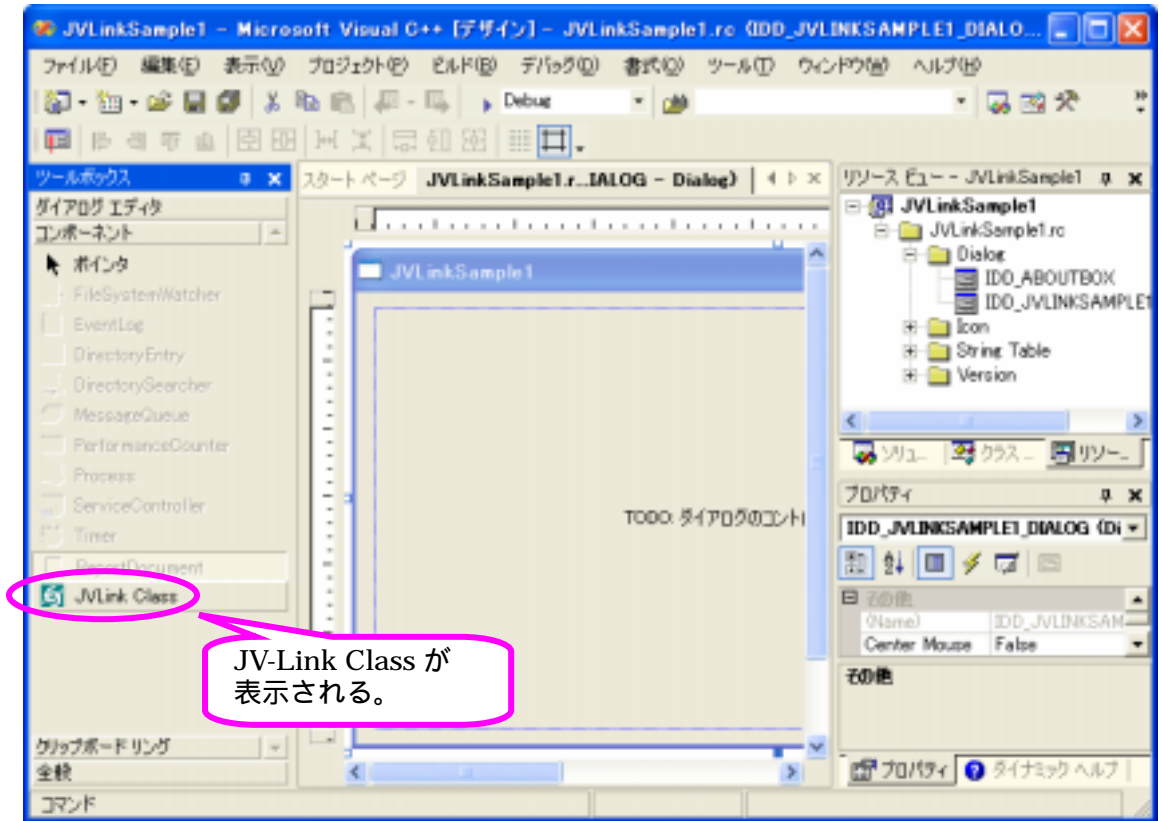 JVLinkSample1 - Microsoft Visual C++ [デザイン] - JVLinkSample1.rc (IDD_JVLINKSAMPLE1_DIALO...
ファイル(F) 編集(E) 表示(V) プロジェクト(P) ビルド(B) デバッグ(D) 書式(O) ツール(T) ウィンドウ(W) ヘルプ(H)
Debug
ツールボックス
ダイアログ エディタ
コンポーネント
ポインタ
FileSystemWatcher
EventLog
DirectoryEntry
DirectorySearcher
MessageQueue
PerformanceCounter
Process
ServiceController
Timer
ReportDocument
JVLink Class
クリップボード リング
全般
コマンド
スタート ページ JVLinkSample1.r...IALOG - Dialog)
JVLinkSample1
TODO: ダイアログのコント
JV-Link Class が
表示される。
リソース ビュー - JVLinkSample1
JVLinkSample1
JVLinkSample1.rc
Dialog
IDD_ABOUTBOX
IDD_JVLINKSAMPLE1
Icon
String Table
Version
ソリュ... クラス ... リソー...
プロパティ
IDD_JVLINKSAMPLE1_DIALOG (Di
その他
(Name) IDD_JVLINKSAM
Center Mouse False
その他
プロパティ ダイナミック ヘルプ